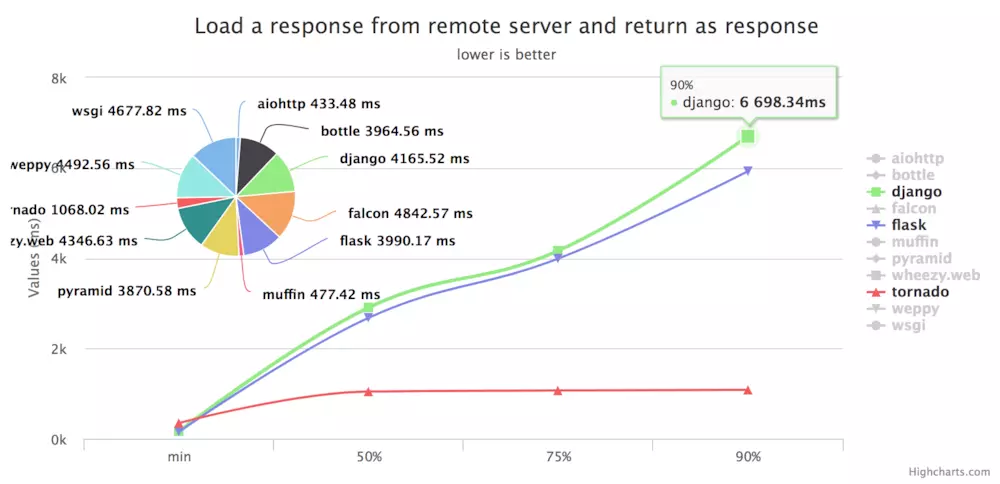 Load a response from remote server and return as response
lower is better
8k
6k
4k
2k
0k
Values (ms)
min
50%
75%
90%
wsgi 4677.82 ms
aiohttp 433.48 ms
bottle 3964.56 ms
weppy 4492.56 ms
django 4165.52 ms
rnado 1068.02 ms
falcon 4842.57 ms
ezy.web 4346.63 ms
flask 3990.17 ms
pyramid 3870.58 ms
muffin 477.42 ms
90%
django: 6 698.34ms
aiohttp
bottle
django
falcon
flask
muffin
pyramid
wheezy.web
tornado
weppy
wsgi
Highcharts.com